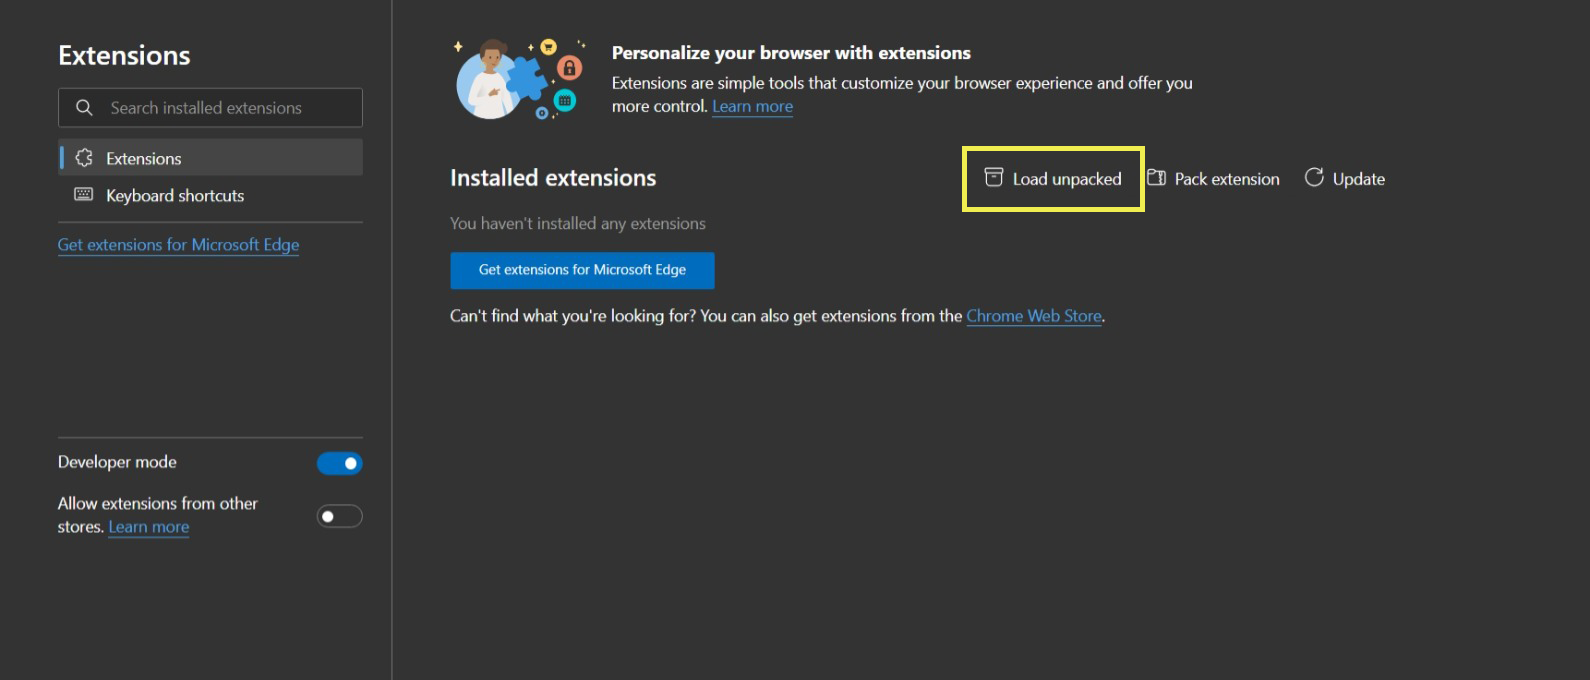 Extensions
Search installed extensions
Extensions
Keyboard shortcuts
Get extensions for Microsoft Edge
Developer mode
Allow extensions from other
stores. Learn more
Personalize your browser with extensions
Extensions are simple tools that customize your browser experience and offer you
more control. Learn more
Installed extensions
Load unpacked
Pack extension
Update
You haven't installed any extensions
Get extensions for Microsoft Edge
Can't find what you're looking for? You can also get extensions from the Chrome Web Store.